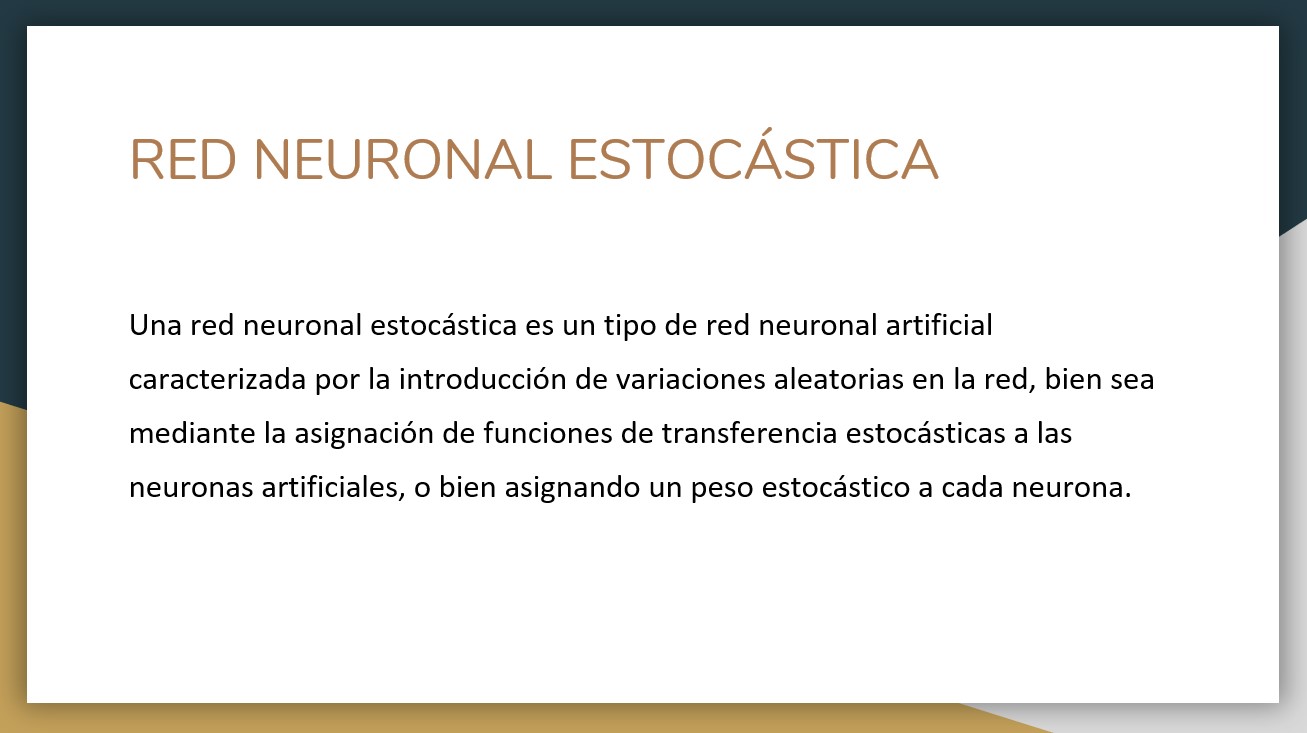 RED NEURONAL ESTOCÁSTICA
Una red neuronal estocástica es un tipo de red neuronal artificial
caracterizada por la introducción de variaciones aleatorias en la red, bien sea
mediante la asignación de funciones de transferencia estocásticas a las
neuronas artificiales, o bien asignando un peso estocástico a cada neurona.